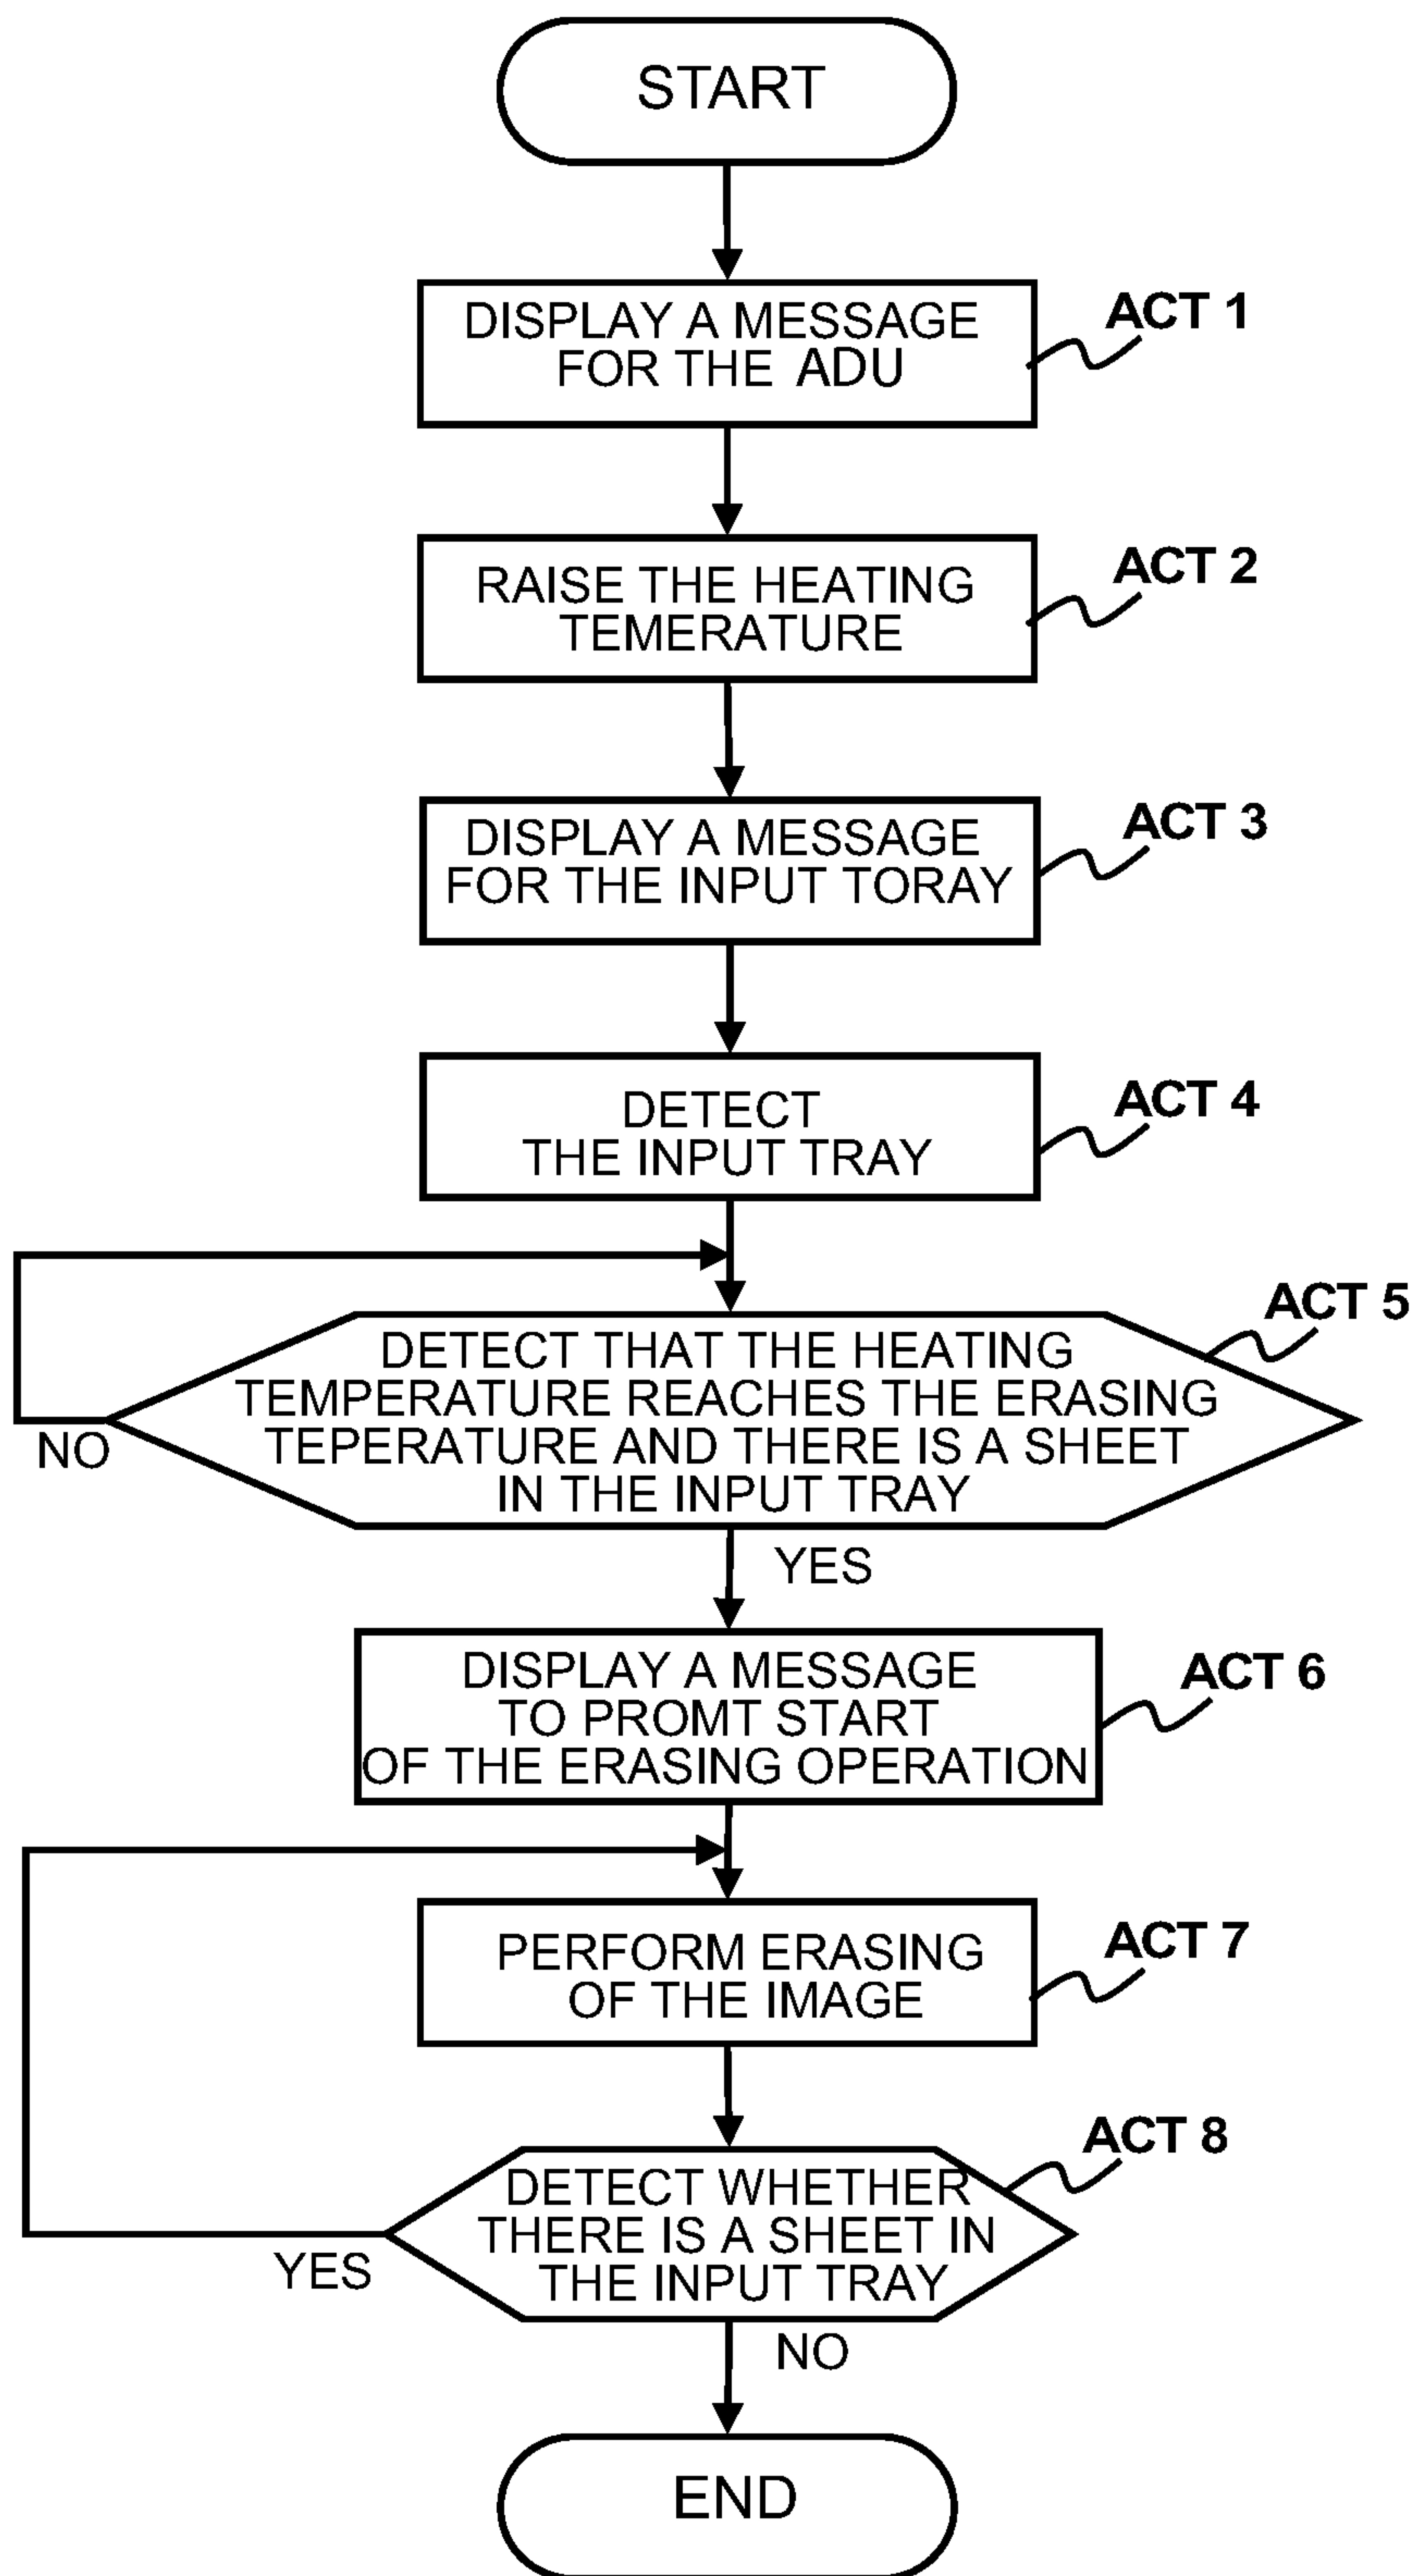 START
DISPLAY A MESSAGE
FOR THE ADU
ACT 1
RAISE THE HEATING
TEMERATURE
ACT 2
DISPLAY A MESSAGE
FOR THE INPUT TORAY
ACT 3
DETECT
THE INPUT TRAY
ACT 4
DETECT THAT THE HEATING
TEMPERATURE REACHES THE ERASING
TEPERATURE AND THERE IS A SHEET
IN THE INPUT TRAY
ACT 5
NO
YES
DISPLAY A MESSAGE
TO PROMT START
OF THE ERASING OPERATION
ACT 6
PERFORM ERASING
OF THE IMAGE
ACT 7
DETECT WHETHER
THERE IS A SHEET IN
THE INPUT TRAY
ACT 8
YES
NO
END